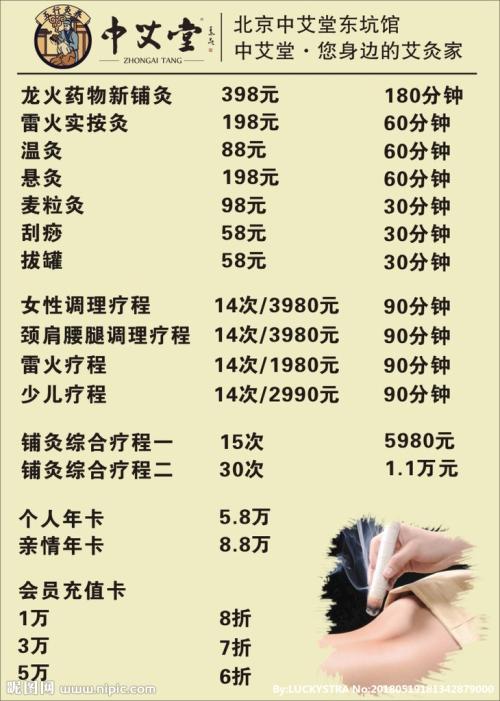 五行灸养
中艾堂
ZHONGAI TANG
北京中艾堂东坑馆
中艾堂·您身边的艾灸家
龙火药物新铺灸 398元 180分钟
雷火实按灸 198元 60分钟
温灸 88元 60分钟
悬灸 198元 60分钟
麦粒灸 98元 30分钟
刮痧 58元 30分钟
拔罐 58元 30分钟
女性调理疗程 14次/3980元 90分钟
颈肩腰腿调理疗程 14次/3980元 90分钟
雷火疗程 14次/1980元 90分钟
少儿疗程 14次/2990元 90分钟
铺灸综合疗程一 15次 5980元
铺灸综合疗程二 30次 1.1万元
个人年卡 5.8万
亲情年卡 8.8万
会员充值卡
1万 8折
3万 7折
5万 6折
昵图网 www.nipic.com
By:LUCKYSTRA No:20180519181342879000